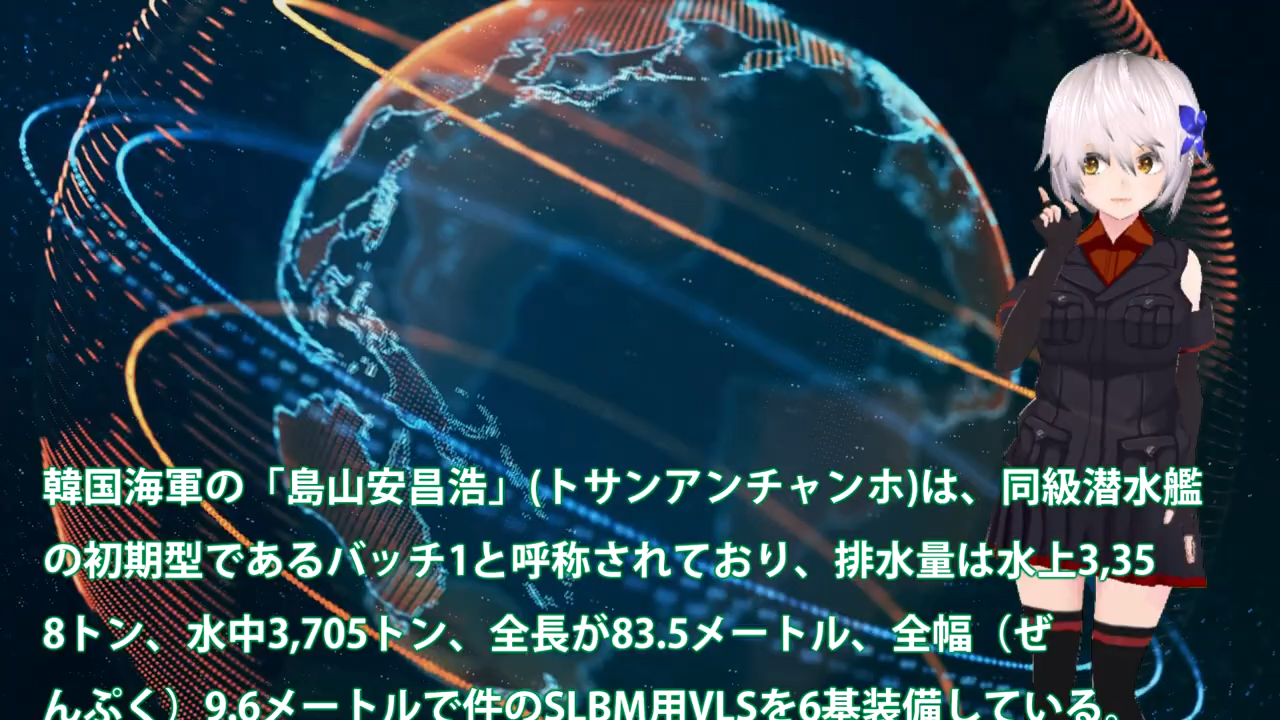 韓国海軍の「島山安昌浩」(トサンアンチャンホ)は、同級潜水艦
の初期型であるバッチ1と呼称されており、排水量は水上3,35
8トン、水中3,705トン、全長が83.5メートル、全幅（ぜ
んぷく）9.6メートルで件のSLBM用VLSを6基装備している。